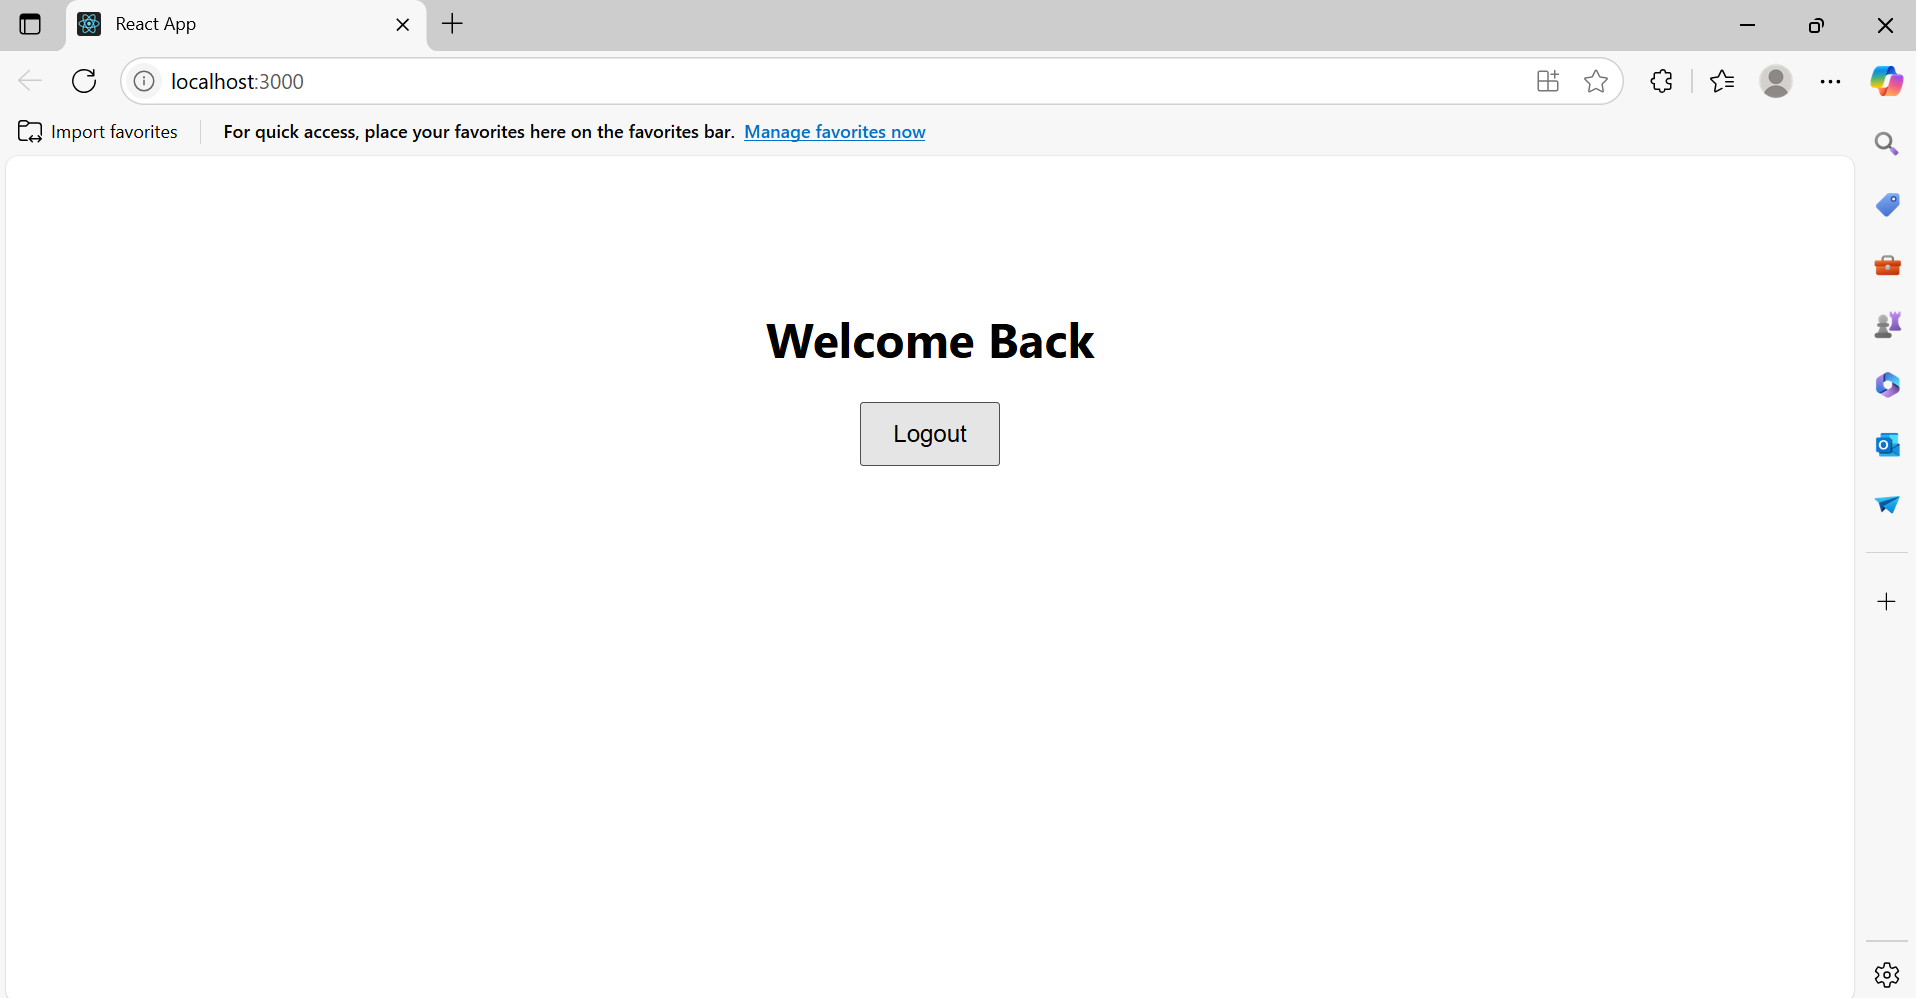 React App
localhost:3000
Import favorites
For quick access, place your favorites here on the favorites bar. Manage favorites now
Welcome Back
Logout